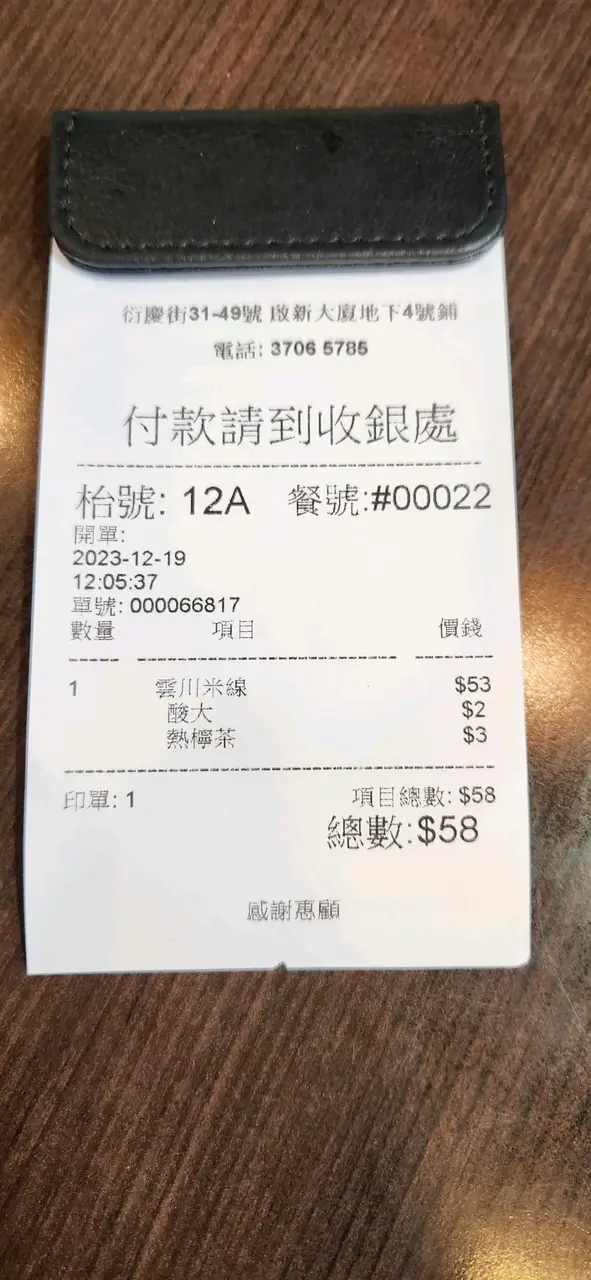 衍慶街31-49號 啟新大廈地下4號鋪
電話: 3706 5785
付款請到收銀處
枱號: 12A 餐號:#00022
開單:
2023-12-19
12:05:37
單號: 000066817
數量 項目 價錢
1 雲川米線 $53
酸大 $2
熱檸茶 $3
印單: 1 項目總數: $58
總數:$58
感謝惠顧